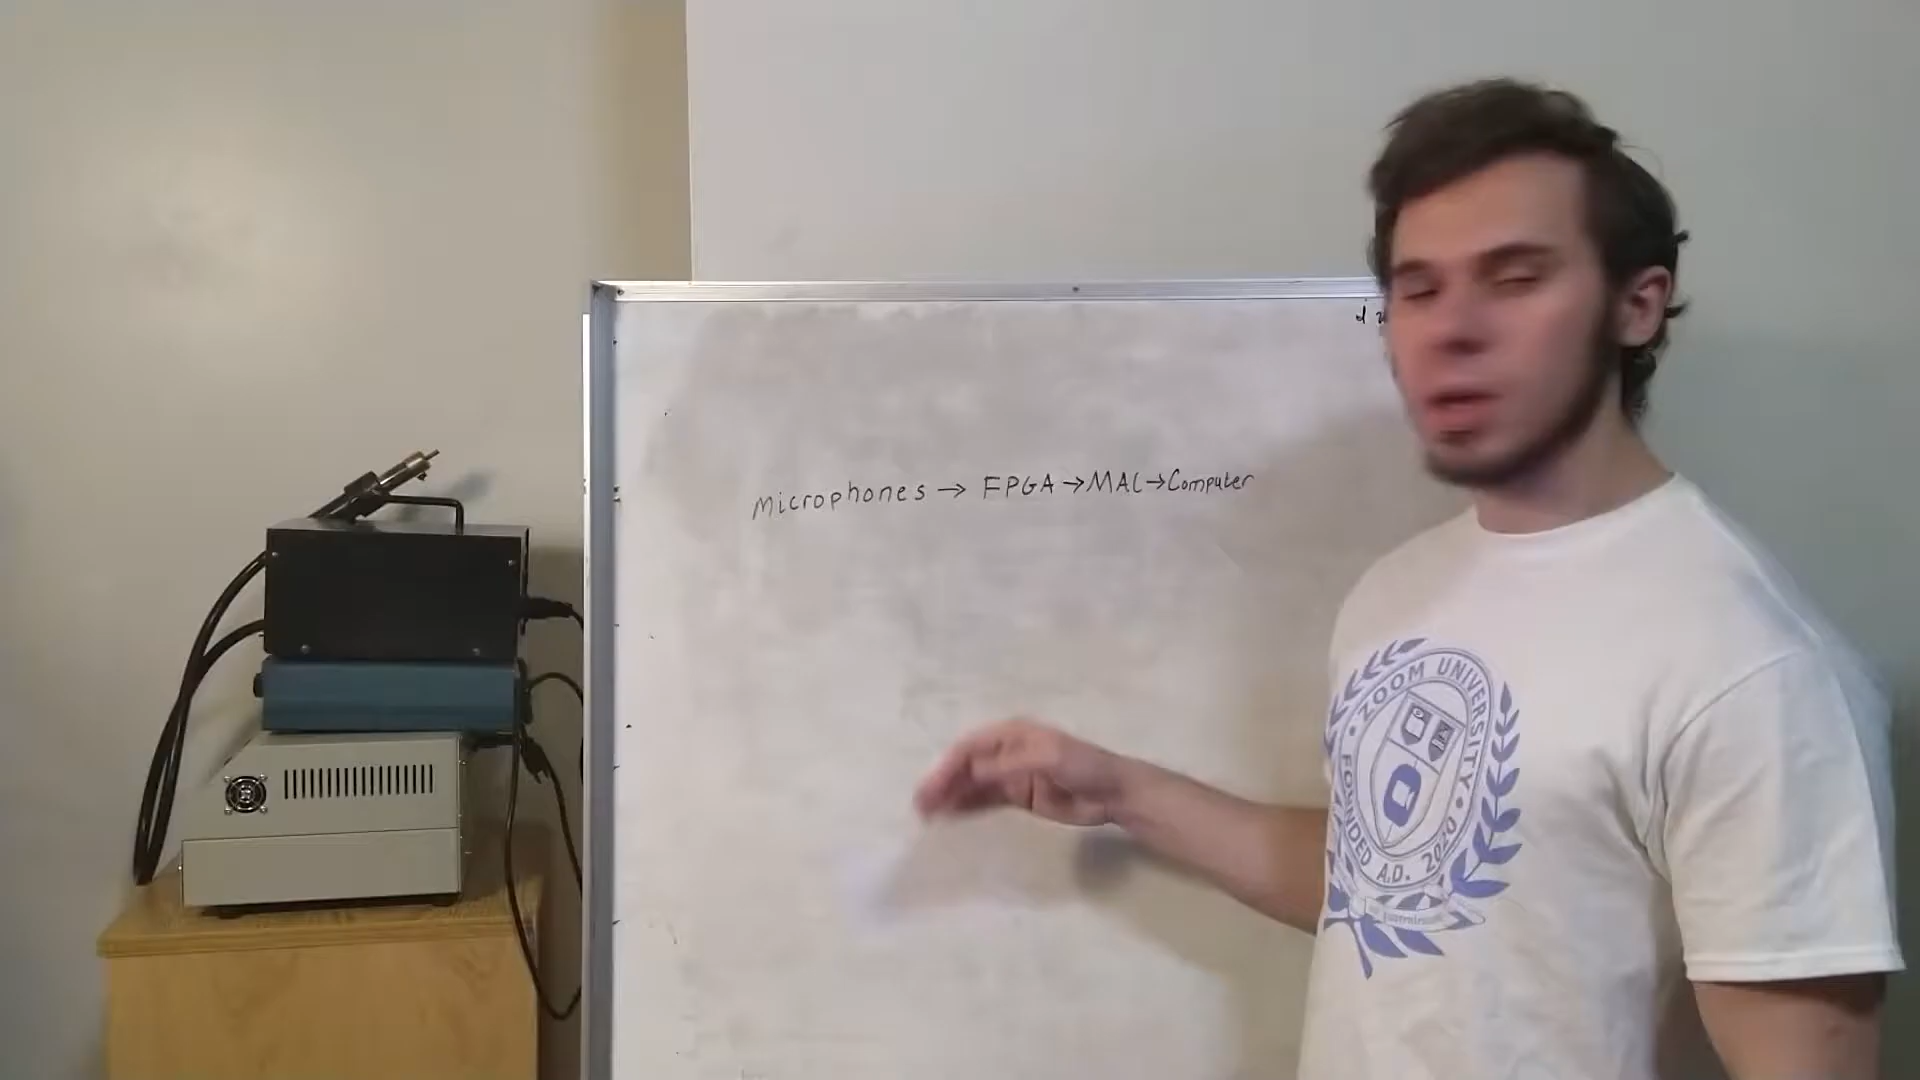 Microphones → FPGA → MAC → Computer
ZOOM UNIVERSITY
FOUNDED A.D. 2020